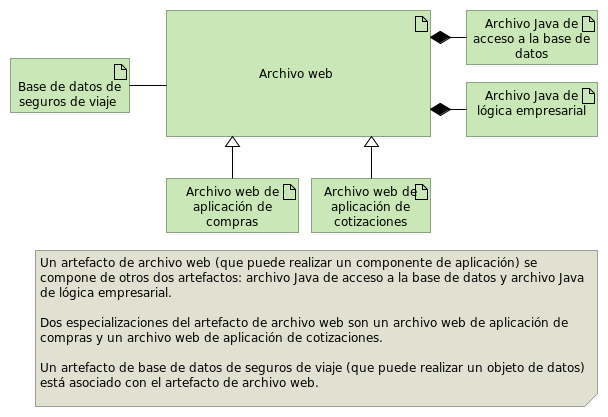 Archivo Java de
acceso a la base de
datos
Archivo web
Base de datos de
seguros de viaje
Archivo Java de
lógica empresarial
Archivo web de
aplicación de
compras
Archivo web de
aplicación de
cotizaciones
Un artefacto de archivo web (que puede realizar un componente de aplicación) se
compone de otros dos artefactos: archivo Java de acceso a la base de datos y archivo Java
de lógica empresarial.
Dos especializaciones del artefacto de archivo web son un archivo web de aplicación de
compras y un archivo web de aplicación de cotizaciones.
Un artefacto de base de datos de seguros de viaje (que puede realizar un objeto de datos)
está asociado con el artefacto de archivo web.